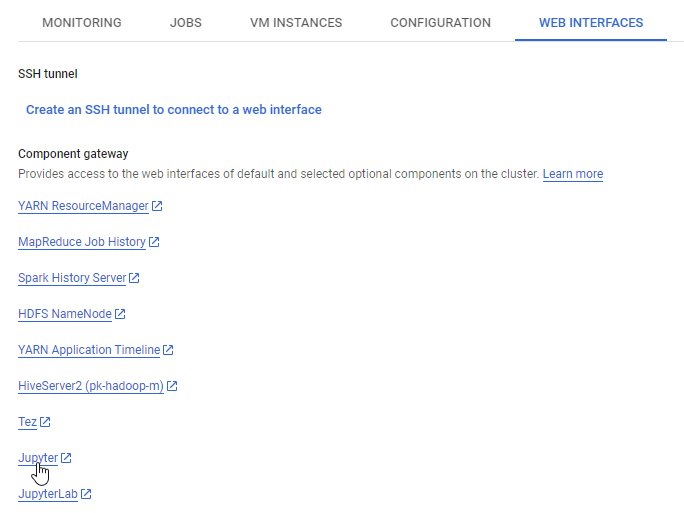 MONITORING JOBS VM INSTANCES CONFIGURATION WEB INTERFACES
SSH tunnel
Create an SSH tunnel to connect to a web interface
Component gateway
Provides access to the web interfaces of default and selected optional components on the cluster. Learn more
YARN ResourceManager
MapReduce Job History
Spark History Server
HDFS NameNode
YARN Application Timeline
HiveServer2 (pk-hadoop-m)
Tez
Jupyter
JupyterLab